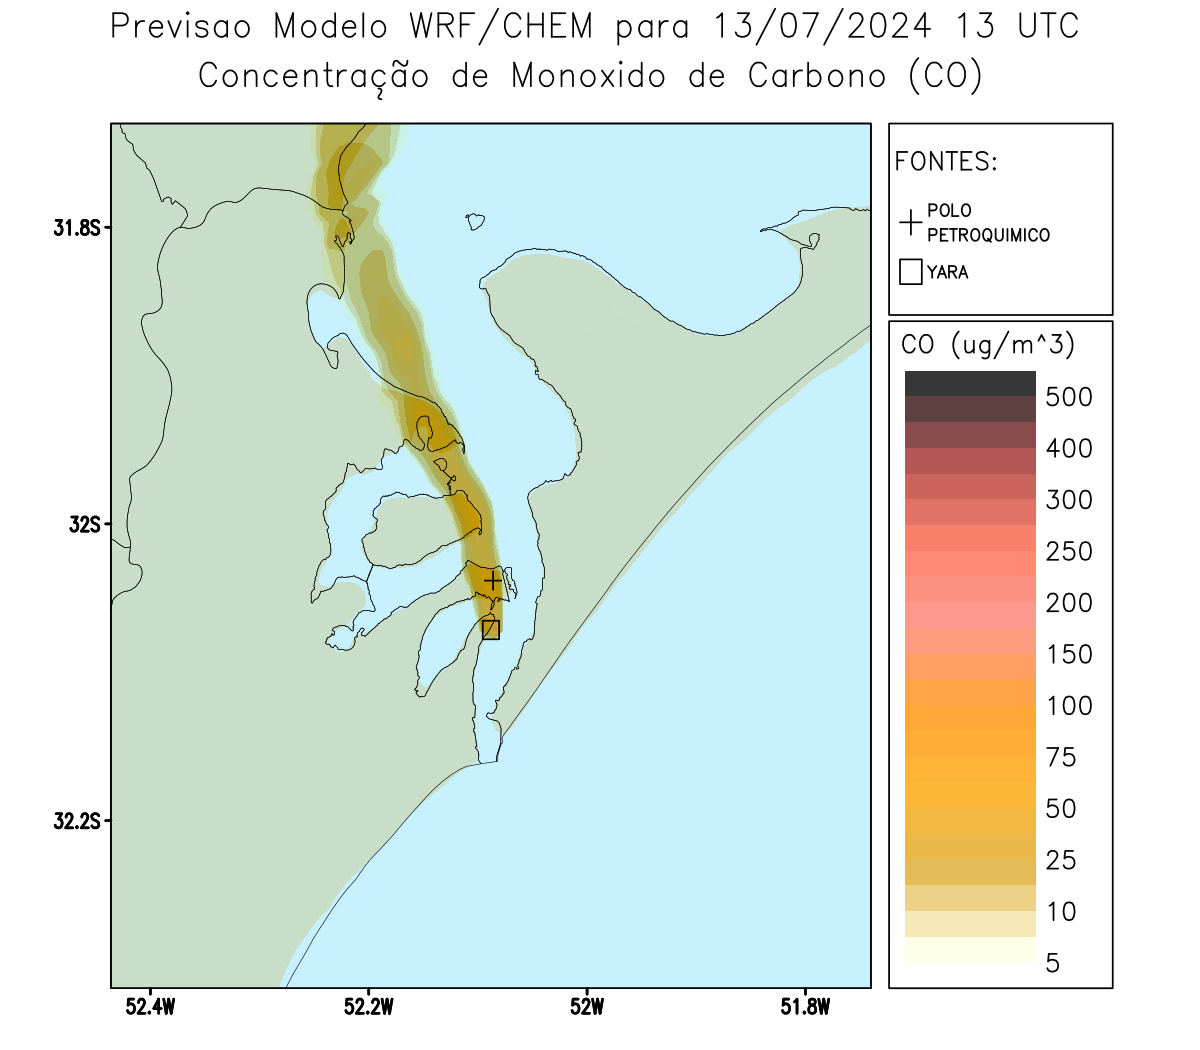 Previsao Modelo WRF/CHEM para 13/07/2024 13 UTC
Concentração de Monoxido de Carbono (CO)
FONTES:
POLO
PETROQUIMICO
YARA
31.8S
32S
32.2S
52.4W
52.2W
52W
51.8W
CO (ug/m^3)
500
400
300
250
200
150
100
75
50
25
10
5